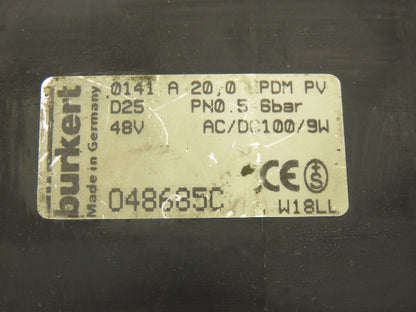 burkert
Made in Germany
0141 A 20,0 EPDM PV
D25 PN0.5-6bar
48V AC/DC100/9W
048685C
CE S
W18LL